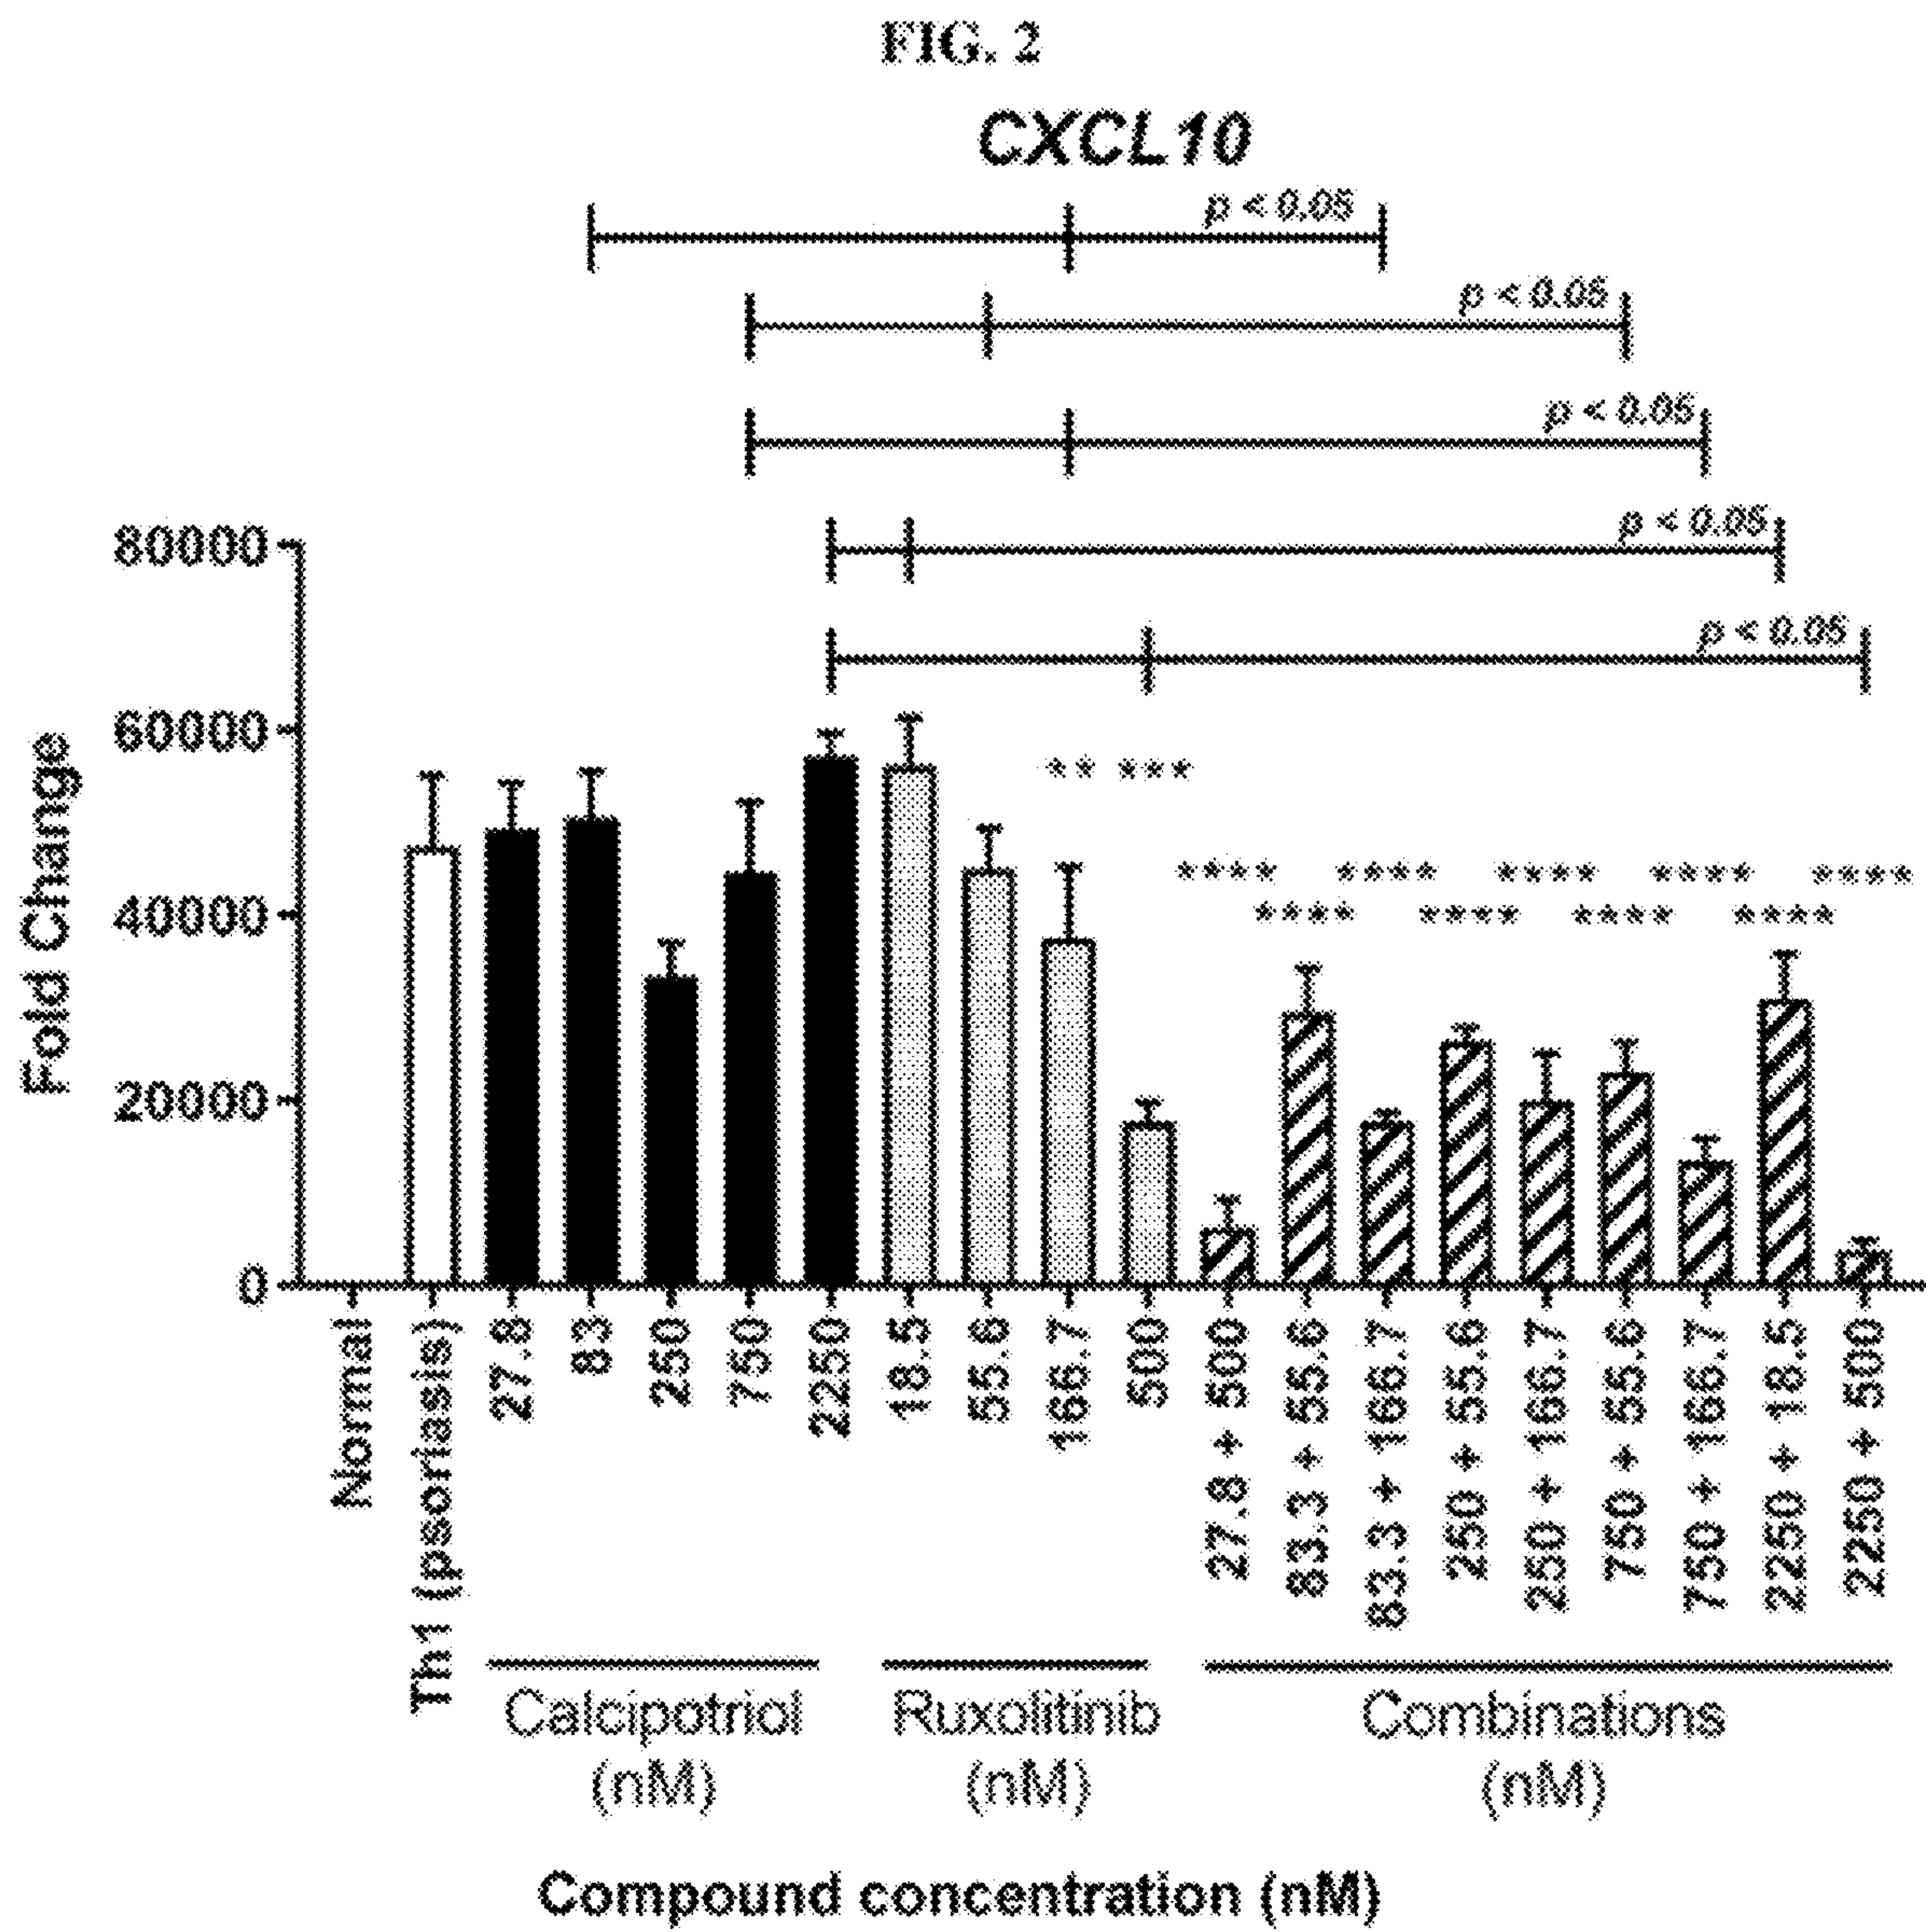 FIG. 2
CXCL10
p < 0.05
p < 0.05
p < 0.05
p < 0.05
p < 0.05
Fold Change
80000
60000
40000
20000
0
** ***
**** **** **** **** ****
**** **** **** ****
Normal
Th1 (psoriasis)
27.8
83
250
750
2250
18.5
55.6
166.7
500
27.8 + 500
83.3 + 55.6
83.3 + 166.7
250 + 55.6
250 + 166.7
750 + 55.6
750 + 166.7
2250 + 18.5
2250 + 500
Calcipotriol
(nM)
Ruxolitinib
(nM)
Combinations
(nM)
Compound concentration (nM)